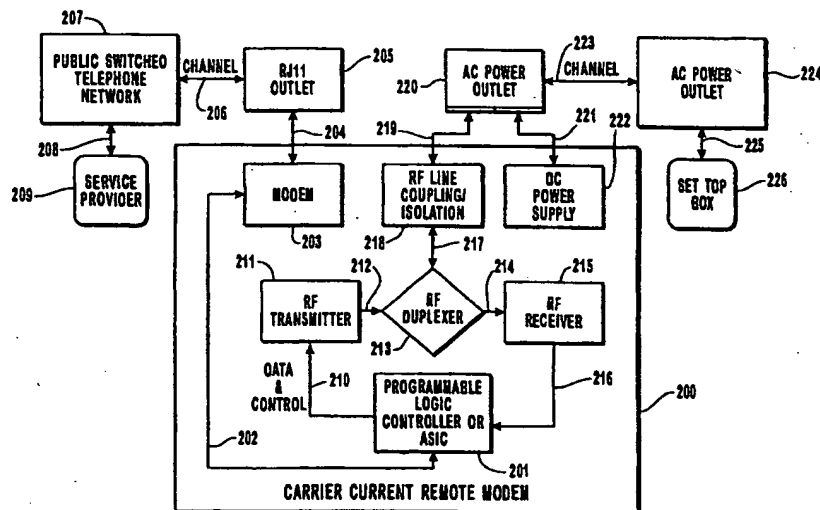 207
PUBLIC SWITCHEO
TELEPHONE
NETWORK
CHANNEL
206
205
RJ11
OUTLET
204
208
209
SERVICE
PROVIDER
220
AC POWER
OUTLET
223
CHANNEL
224
AC POWER
OUTLET
225
226
SET TOP
BOX
219
221
222
MODEM
203
RF LINE
COUPLING/
ISOLATION
218
217
DC
POWER
SUPPLY
211
RF
TRANSMITTER
212
RF
DUPLEXER
213
214
215
RF
RECEIVER
216
DATA
&
CONTROL
210
PROGRAMMABLE
LOGIC
CONTROLLER OR
ASIC
201
202
200
CARRIER CURRENT REMOTE MODEM